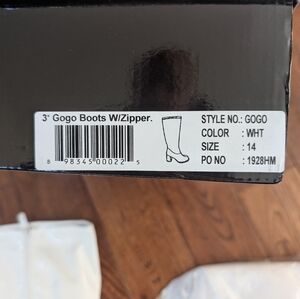 3" Gogo Boots W/Zipper.
STYLE NO.: GOGO
COLOR : WHT
SIZE : 14
PO NO : 1928HM
8 98345 00022 5